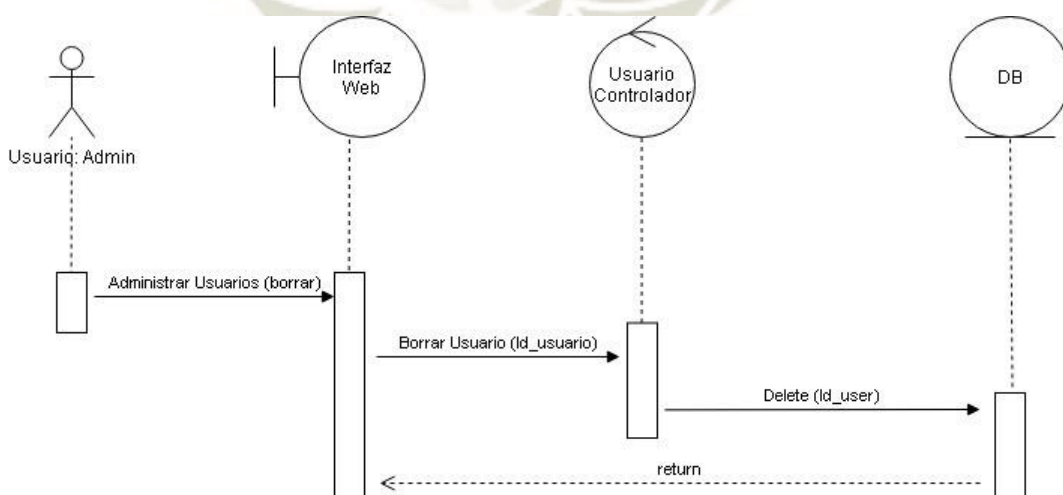 Interfaz
Web
Usuario
Controlador
DB
Usuario: Admin
Administrar Usuarios (borrar)
Borrar Usuario (Id_usuario)
Delete (Id_user)
return